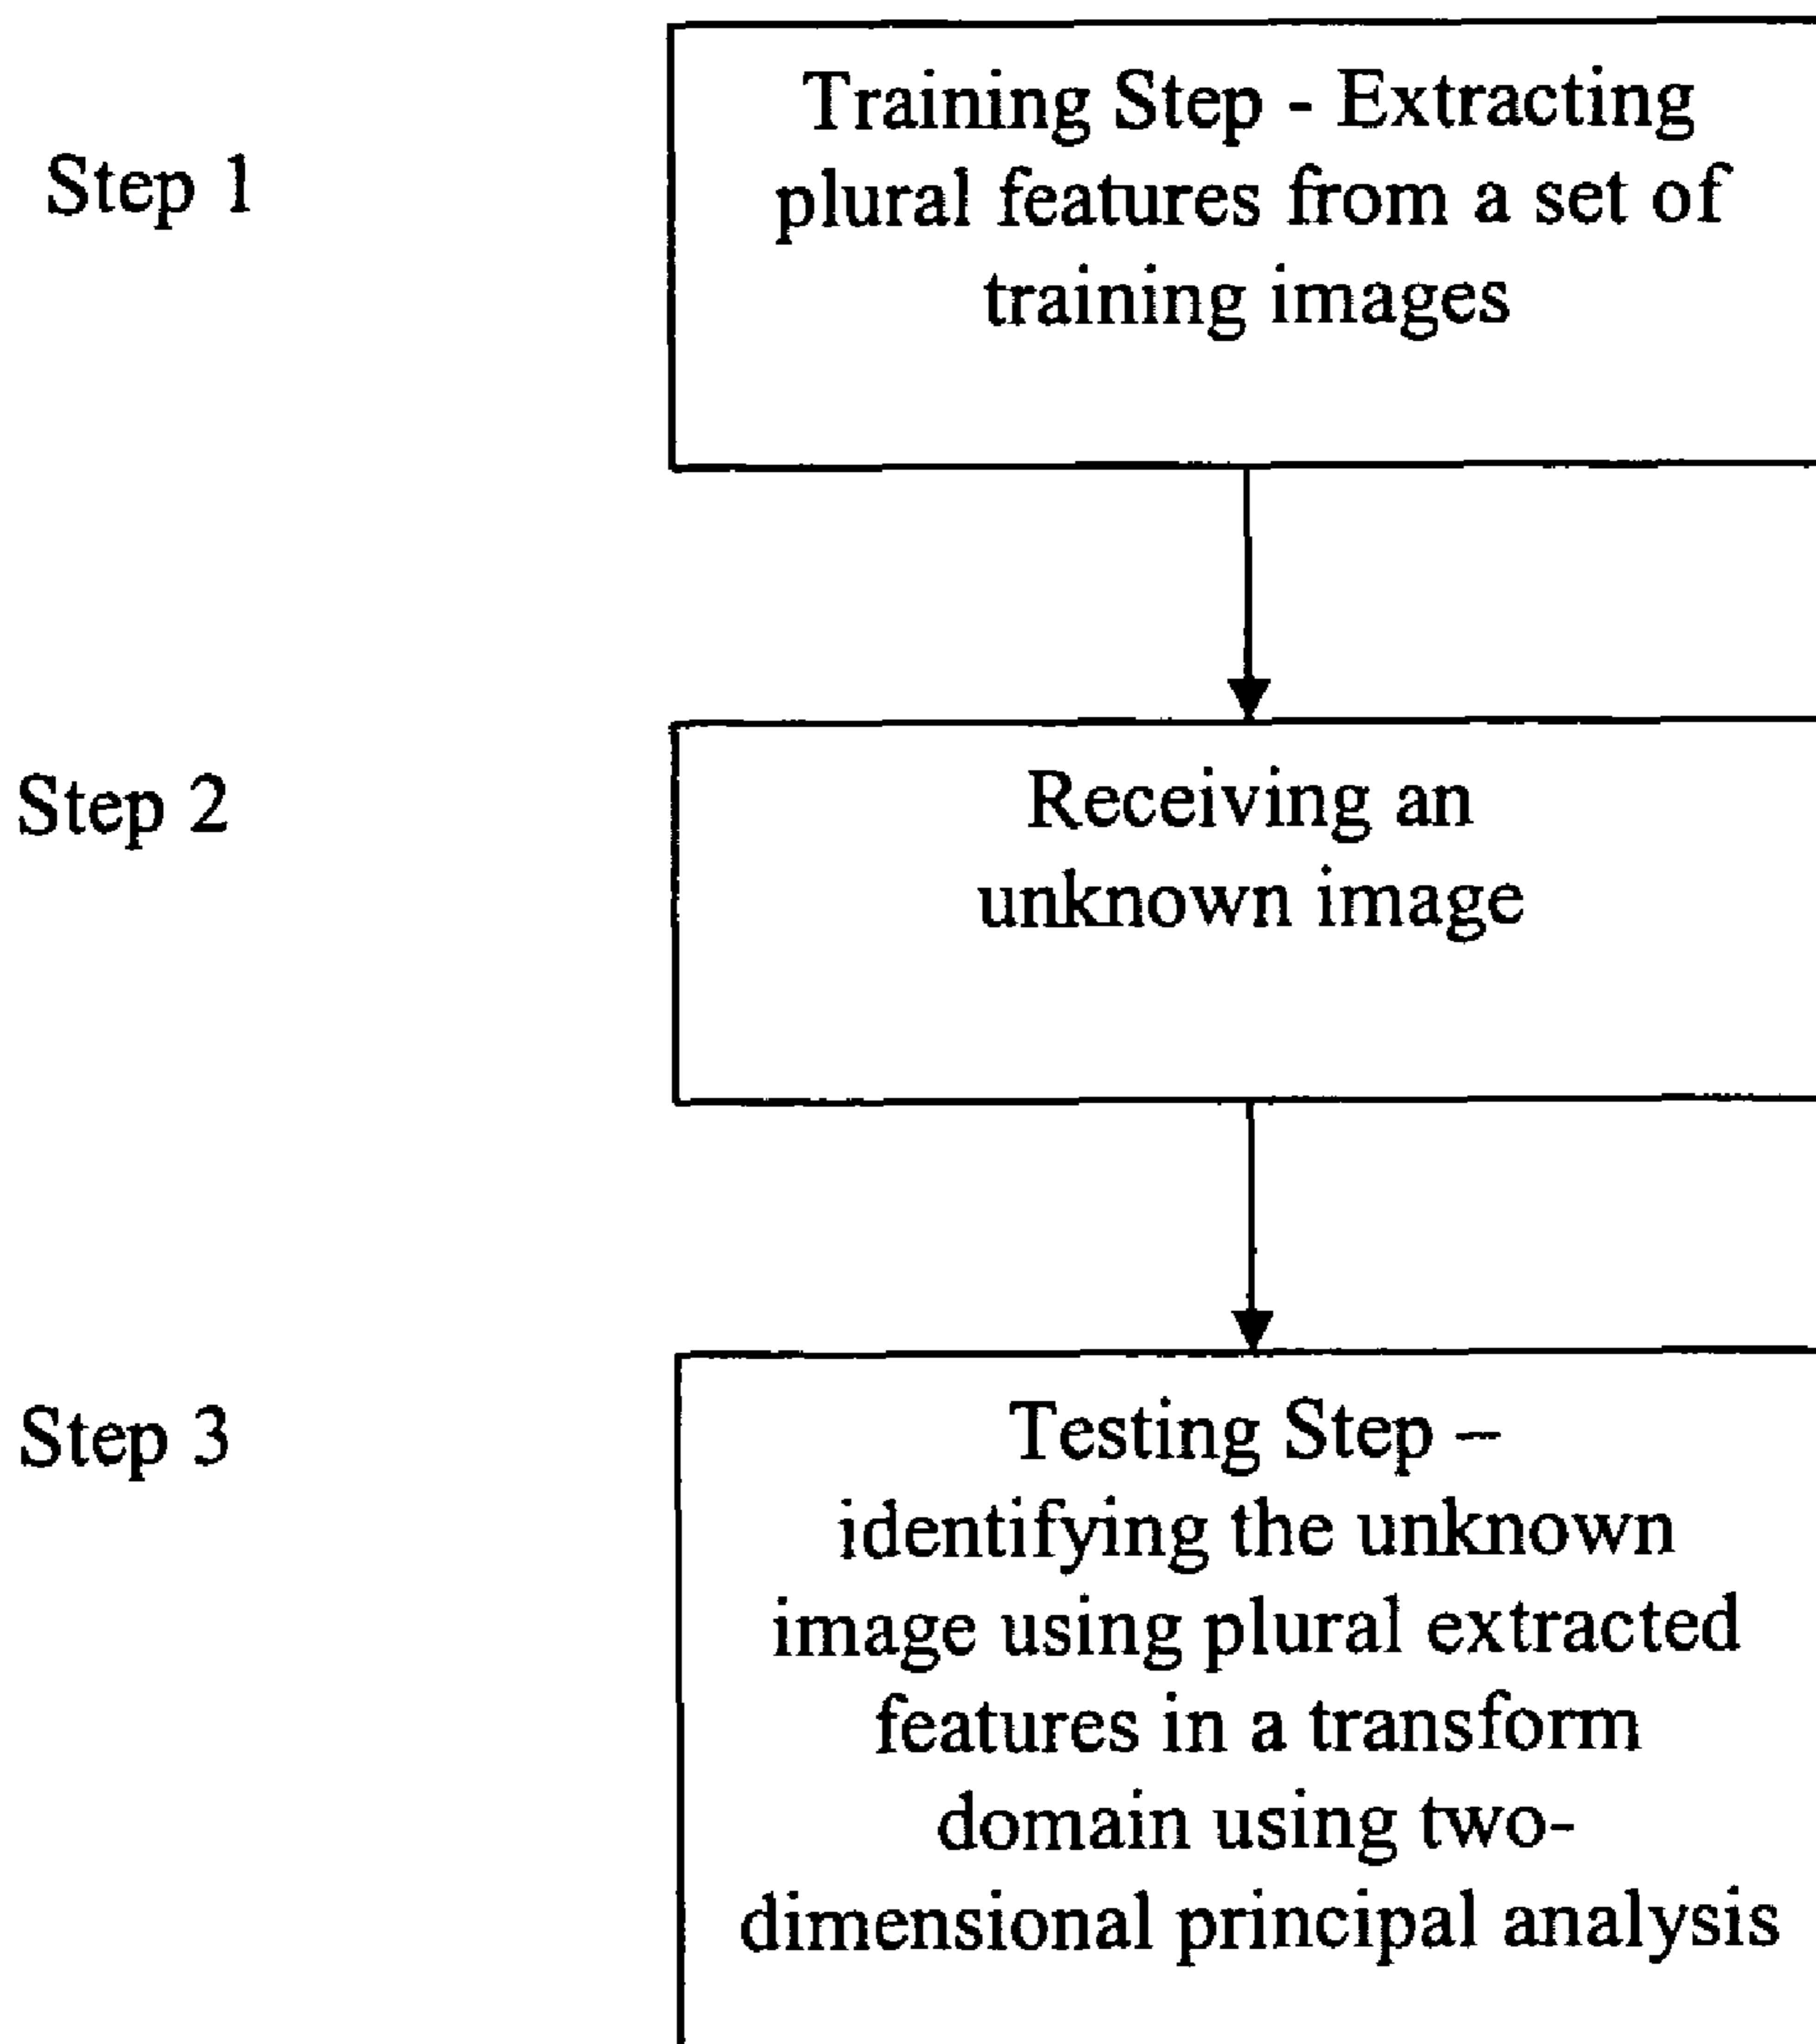 Step 1
Training Step - Extracting
plural features from a set of
training images
Step 2
Receiving an
unknown image
Step 3
Testing Step –
identifying the unknown
image using plural extracted
features in a transform
domain using two-
dimensional principal analysis